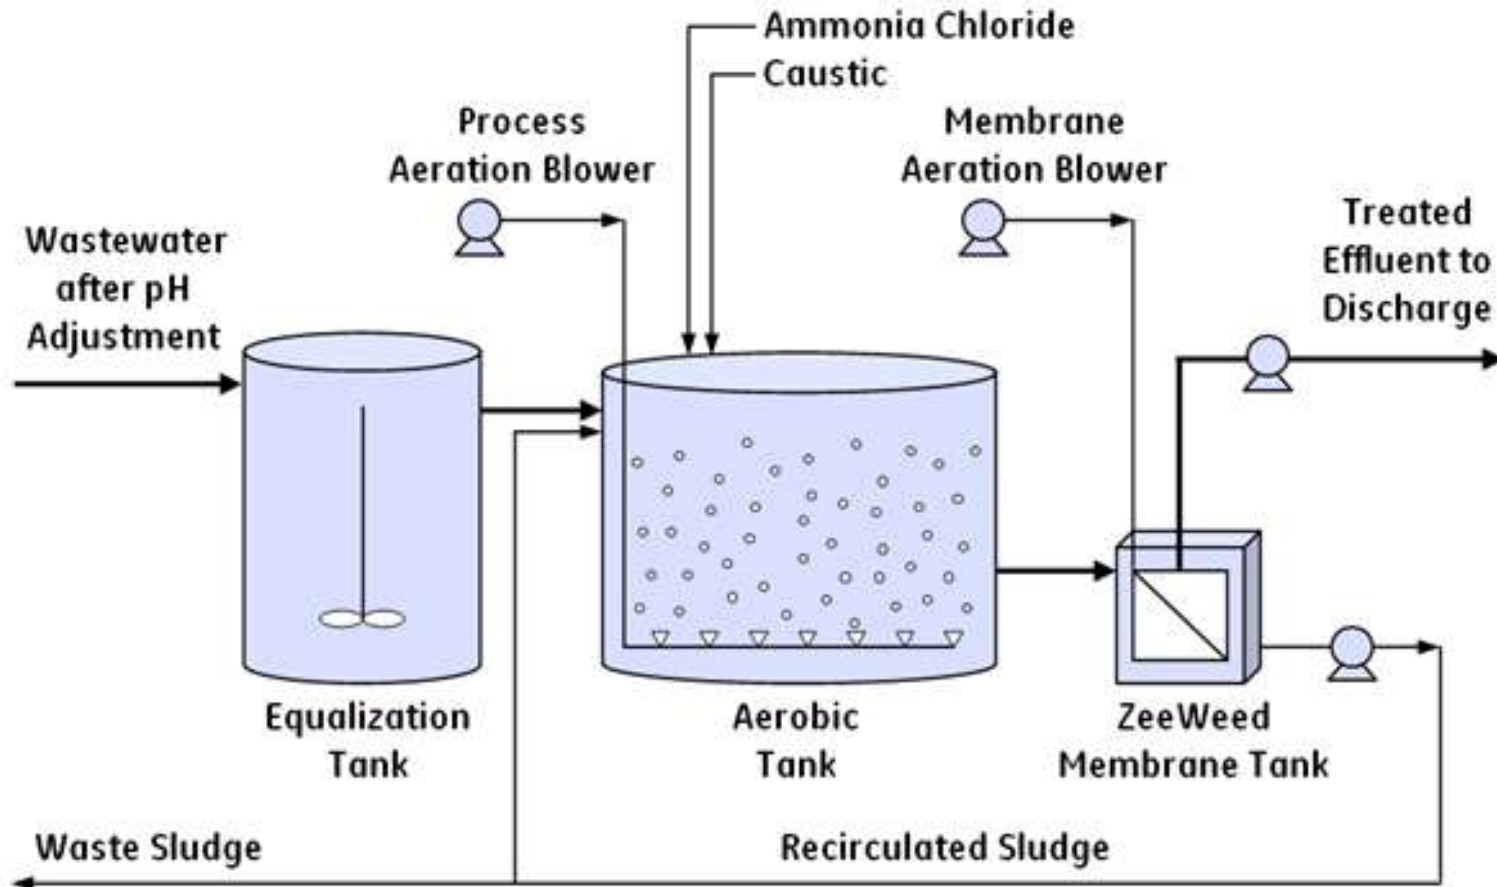 Ammonia Chloride
Caustic
Process
Aeration Blower
Membrane
Aeration Blower
Wastewater
after pH
Adjustment
Treated
Effluent to
Discharge
Equalization
Tank
Aerobic
Tank
ZeeWeed
Membrane Tank
Waste Sludge
Recirculated Sludge